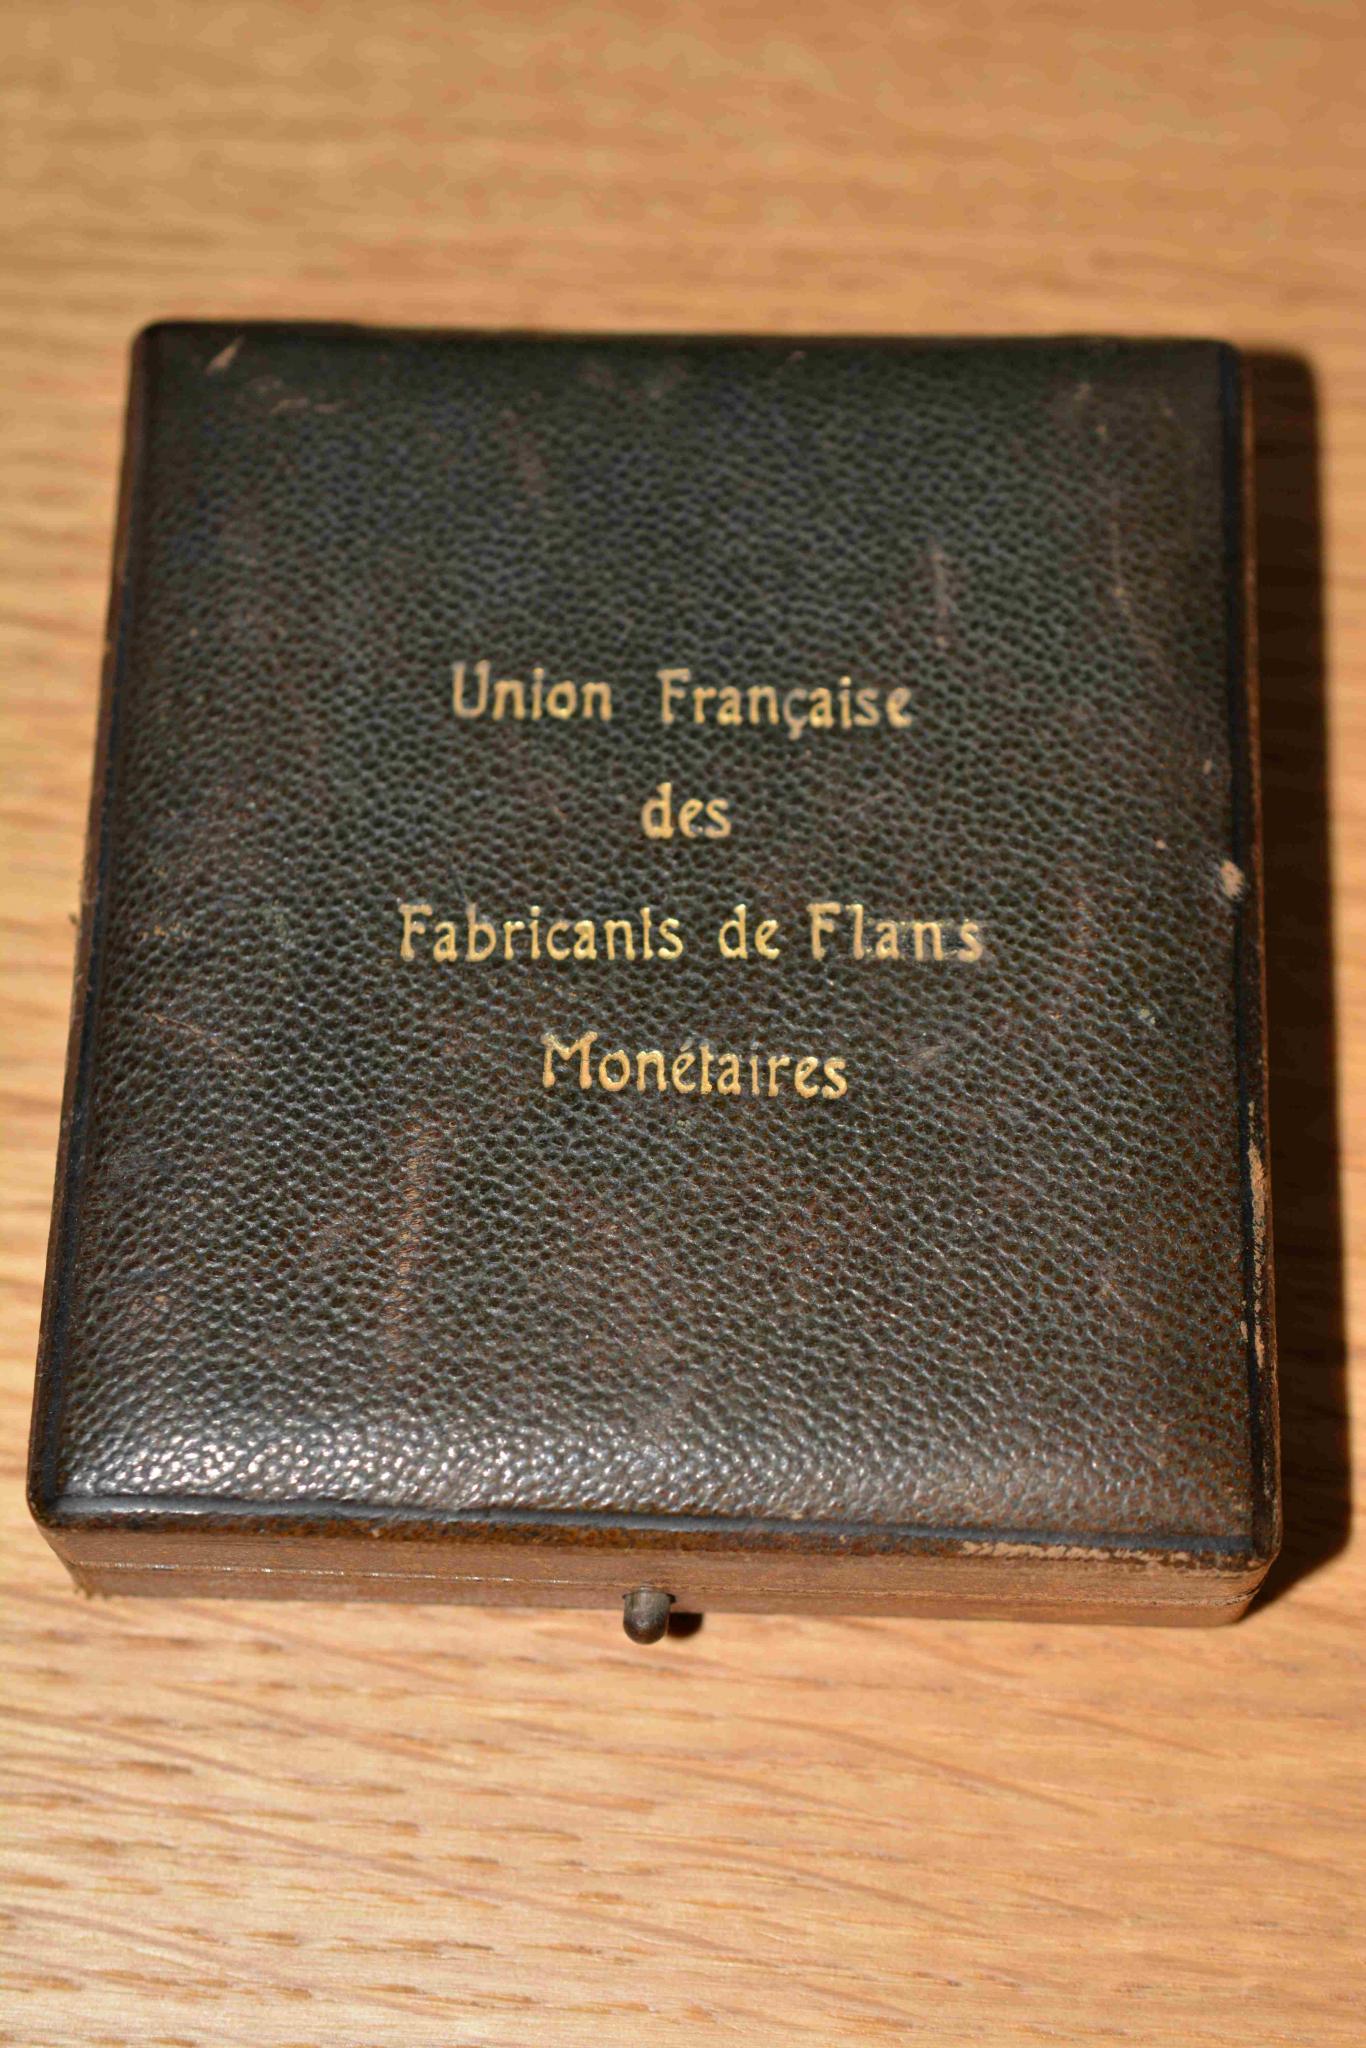 Union Française
des
Fabricants de Flans
Monétaires